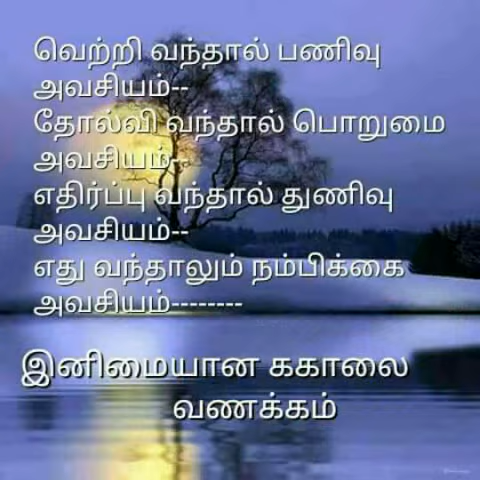 வெற்றி வந்தால் பணிவு
அவசியம்--
தோல்வி வந்தால் பொறுமை
அவசியம்--
எதிர்ப்பு வந்தால் துணிவு
அவசியம்--
எது வந்தாலும் நம்பிக்கை
அவசியம்--------
இனிமையான ககாலை
வணக்கம்